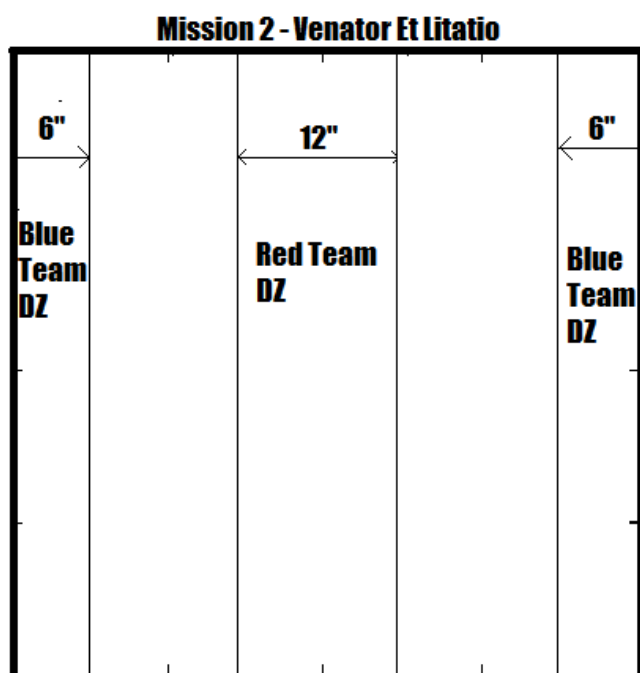 Mission 2 - Venator Et Litatio
6"
12"
6"
Blue
Team
DZ
Red Team
DZ
Blue
Team
DZ